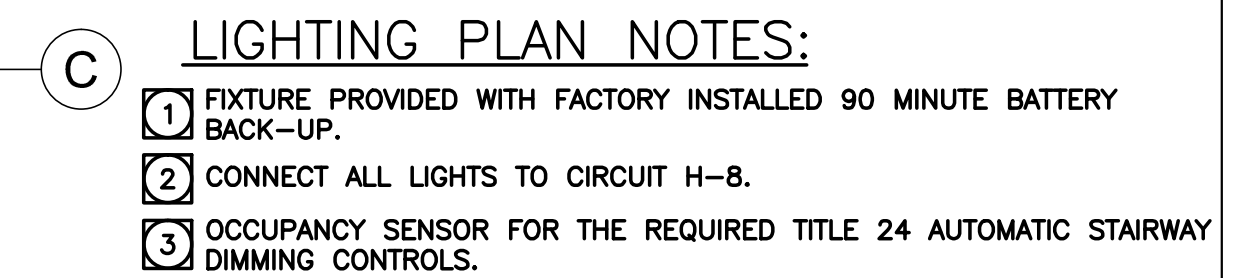 C
LIGHTING PLAN NOTES:
1 FIXTURE PROVIDED WITH FACTORY INSTALLED 90 MINUTE BATTERY
BACK-UP.
2 CONNECT ALL LIGHTS TO CIRCUIT H-8.
3 OCCUPANCY SENSOR FOR THE REQUIRED TITLE 24 AUTOMATIC STAIRWAY
DIMMING CONTROLS.